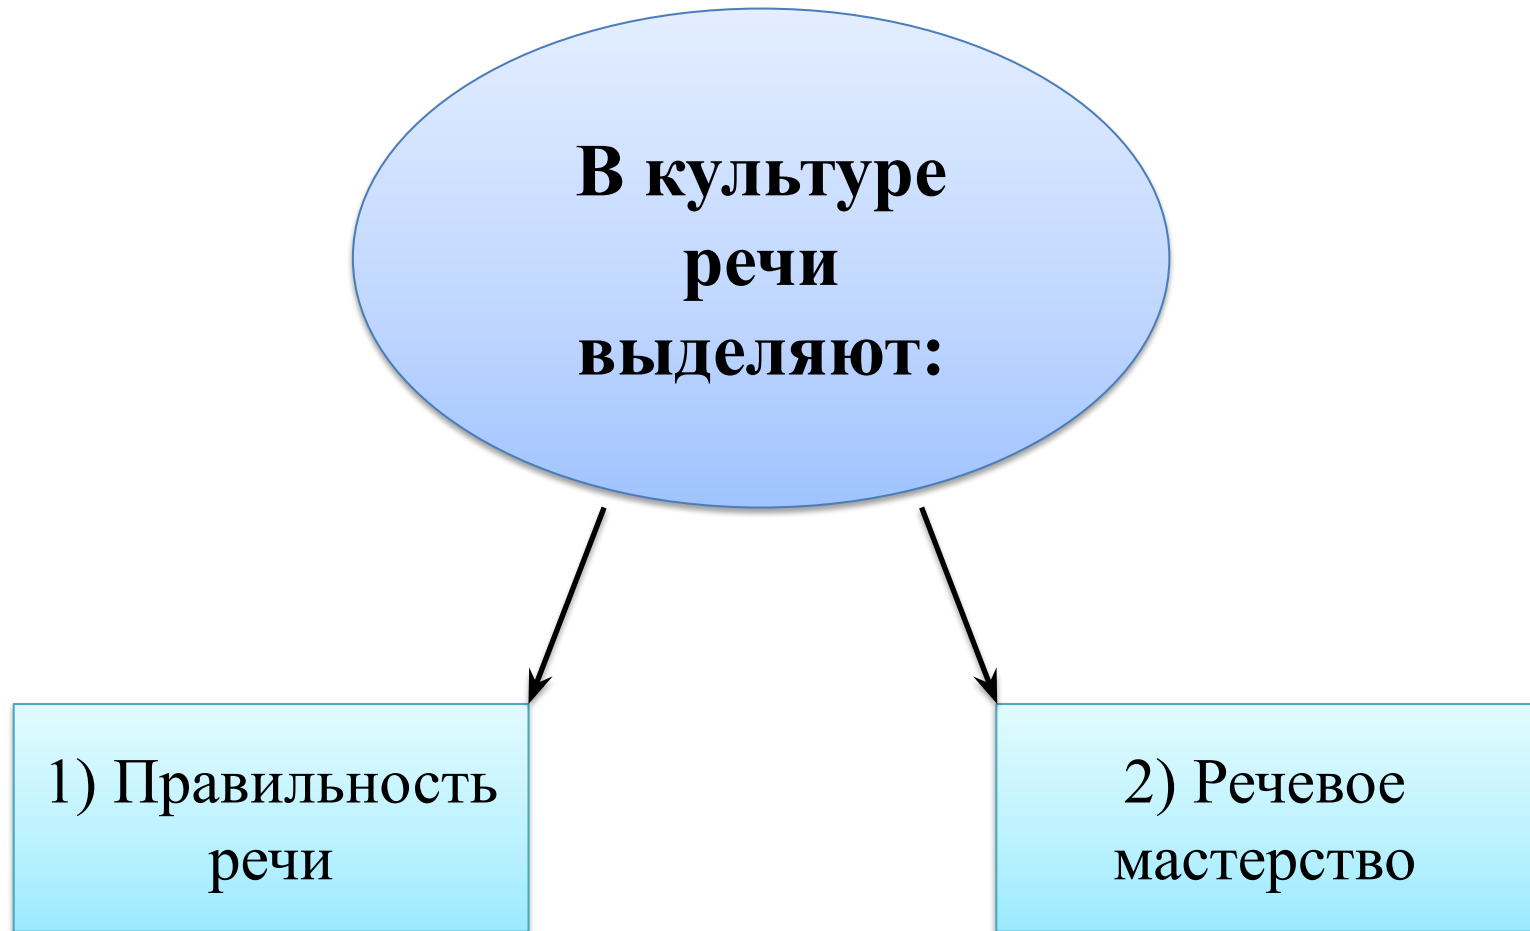 В культуре
речи
выделяют:
1) Правильность
речи
2) Речевое
мастерство